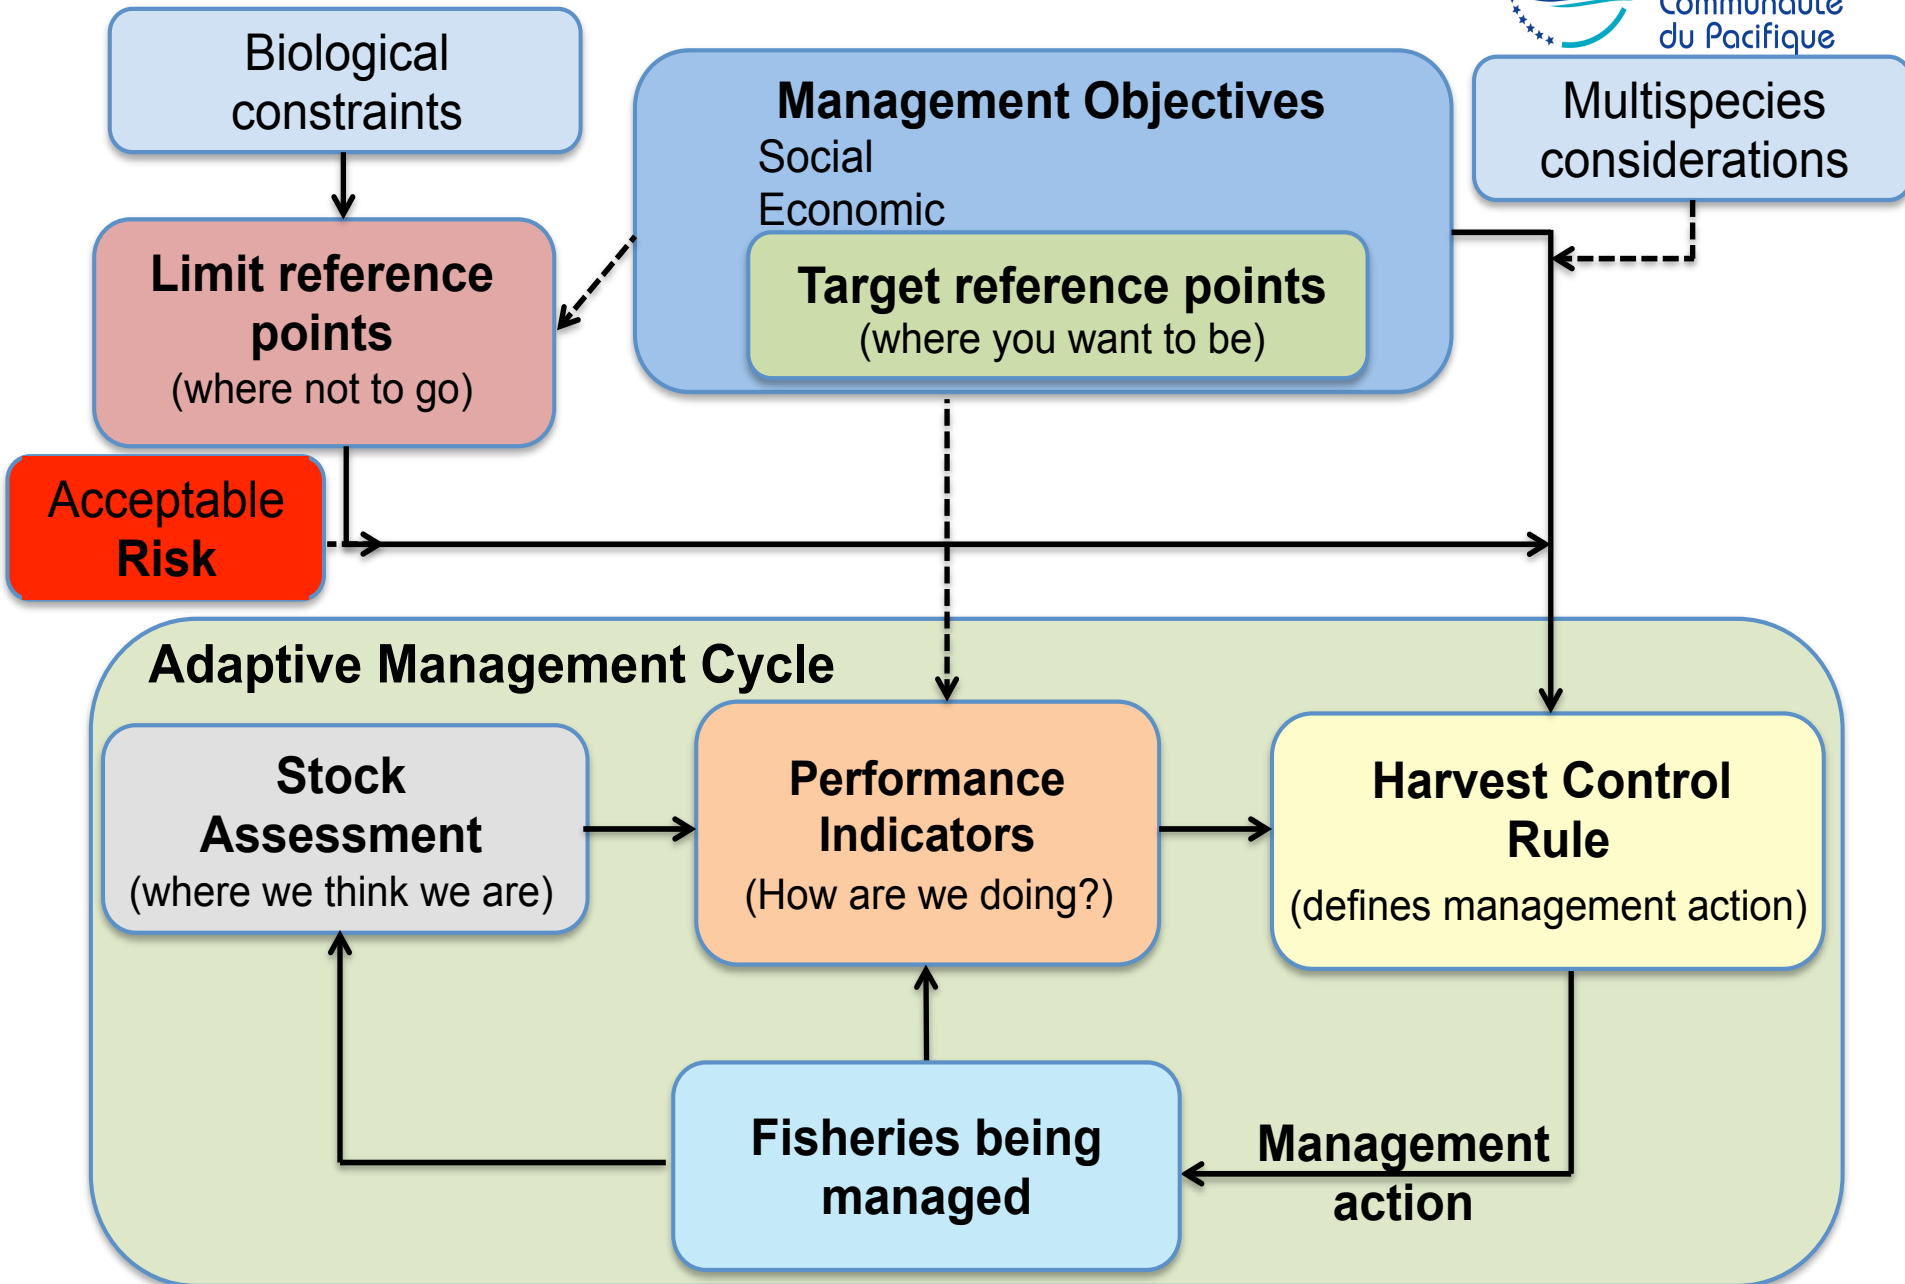 Communauté
du Pacifique
Biological
constraints
Management Objectives
Social
Economic
Multispecies
considerations
Limit reference
points
(where not to go)
Target reference points
(where you want to be)
Acceptable
Risk
Adaptive Management Cycle
Stock
Assessment
(where we think we are)
Performance
Indicators
(How are we doing?)
Harvest Control
Rule
(defines management action)
Fisheries being
managed
Management
action